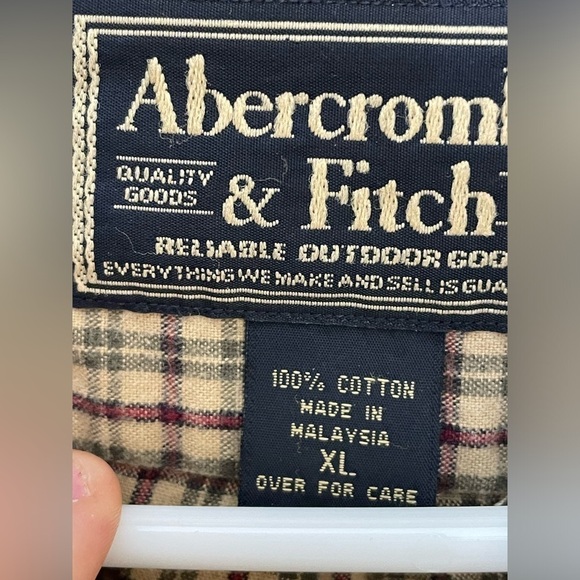 Abercrom
QUALITY
GOODS
& Fitch
RELIABLE OUTDOOR GOO
EVERYTHING WE MAKE AND SELL IS GUA
100% COTTON
MADE IN
MALAYSIA
XL
OVER FOR CARE